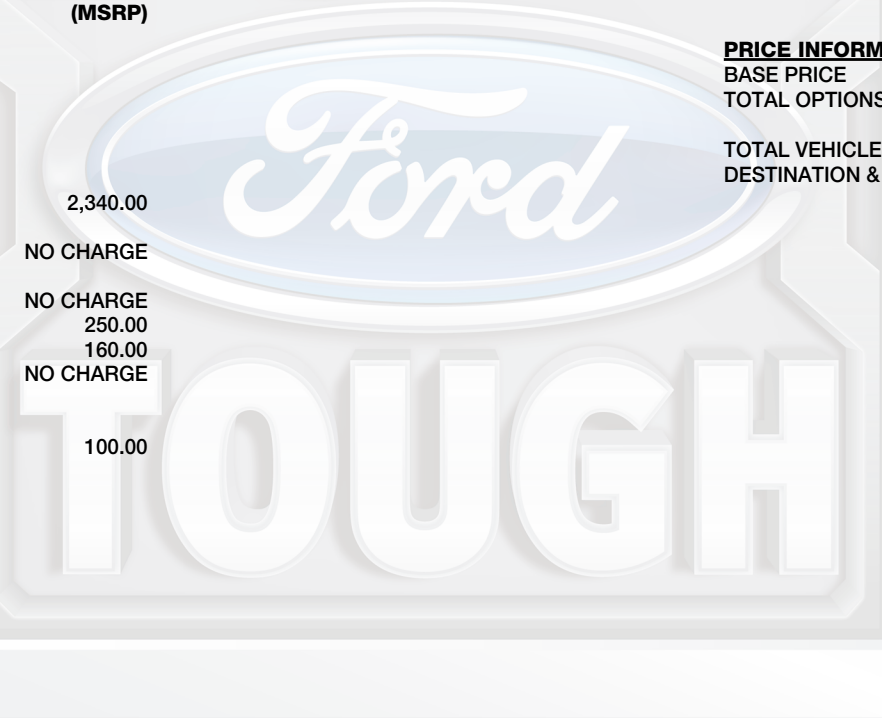 (MSRP)
PRICE INFORM
BASE PRICE
TOTAL OPTIONS
TOTAL VEHICLE
DESTINATION &
2,340.00
NO CHARGE
NO CHARGE
250.00
160.00
NO CHARGE
100.00
Ford
TOUGH